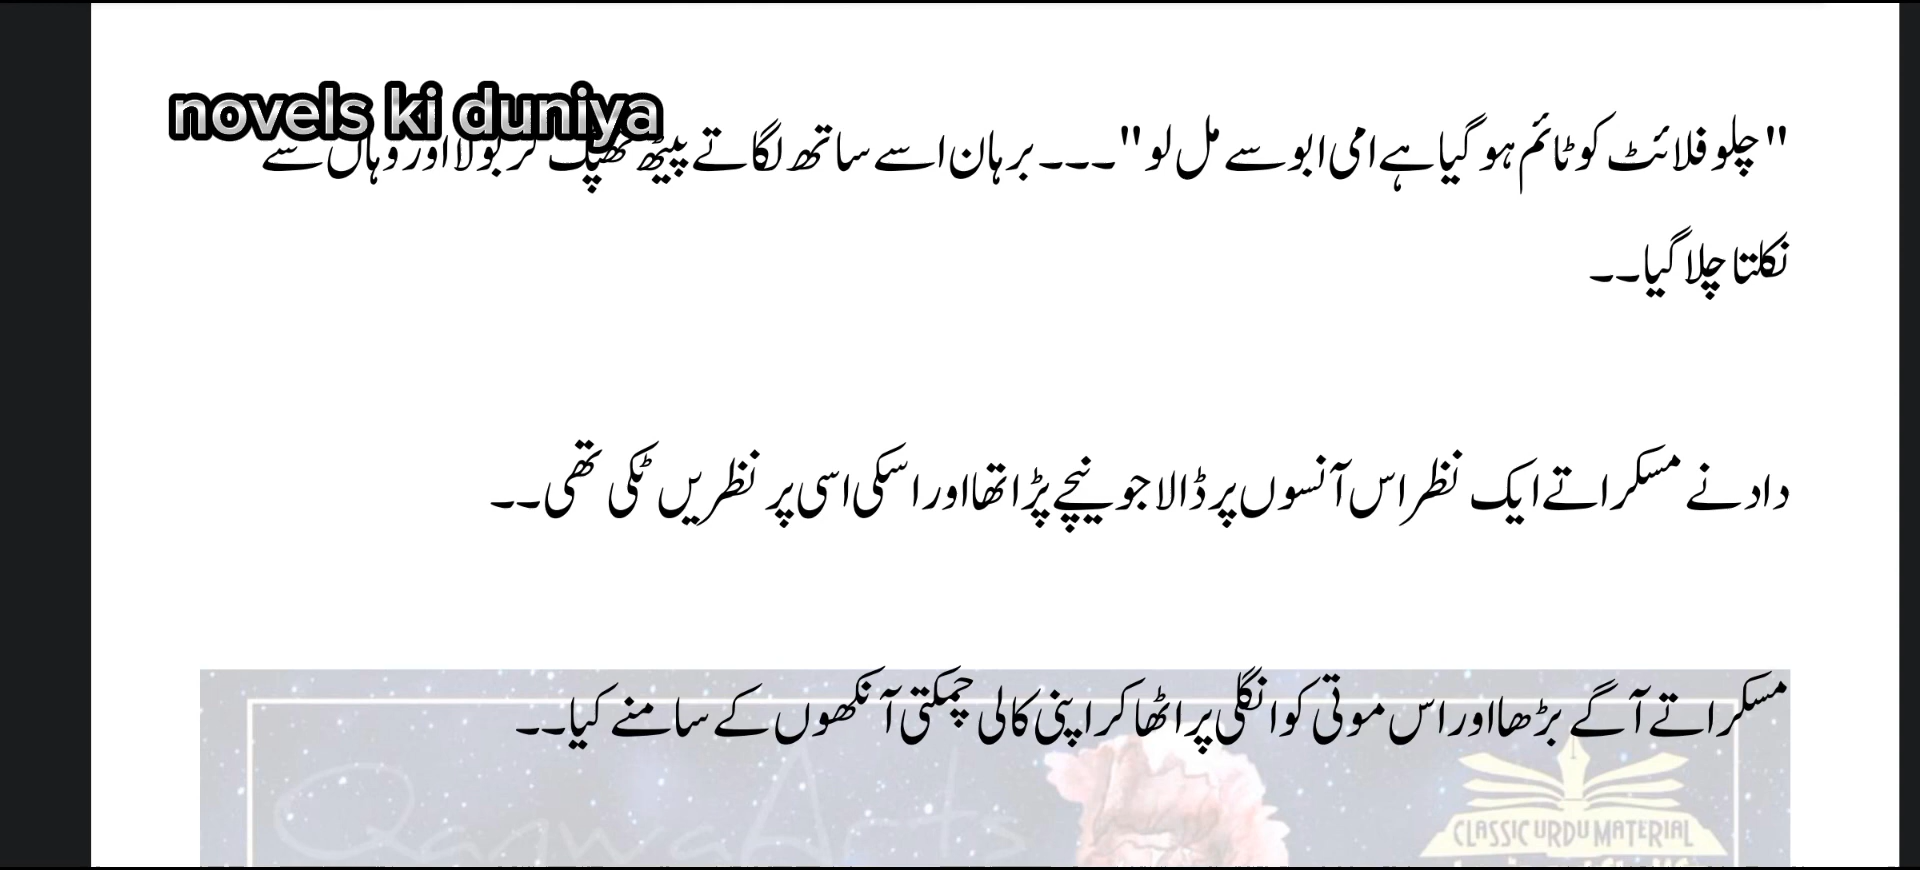 novels ki duniya
"چلو فلائٹ کو ٹائم ہو گیا ہے امی ابو سے مل لو"۔۔۔ برہان اسے ساتھ لگاتے پیٹھ تھپک کر بولا اور وہاں سے
نکلتا چلا گیا۔۔
داد نے مسکراتے ایک نظر اس آنسوں پر ڈالا جو نیچے پڑا تھا اور اسکی اسی پر نظریں ٹکی تھی۔۔
مسکراتے آگے بڑھا اور اس موتی کو انگلی پر اٹھا کر اپنی کالی چمکتی آنکھوں کے سامنے کیا۔۔
CLASSIC URDU MATERIAL